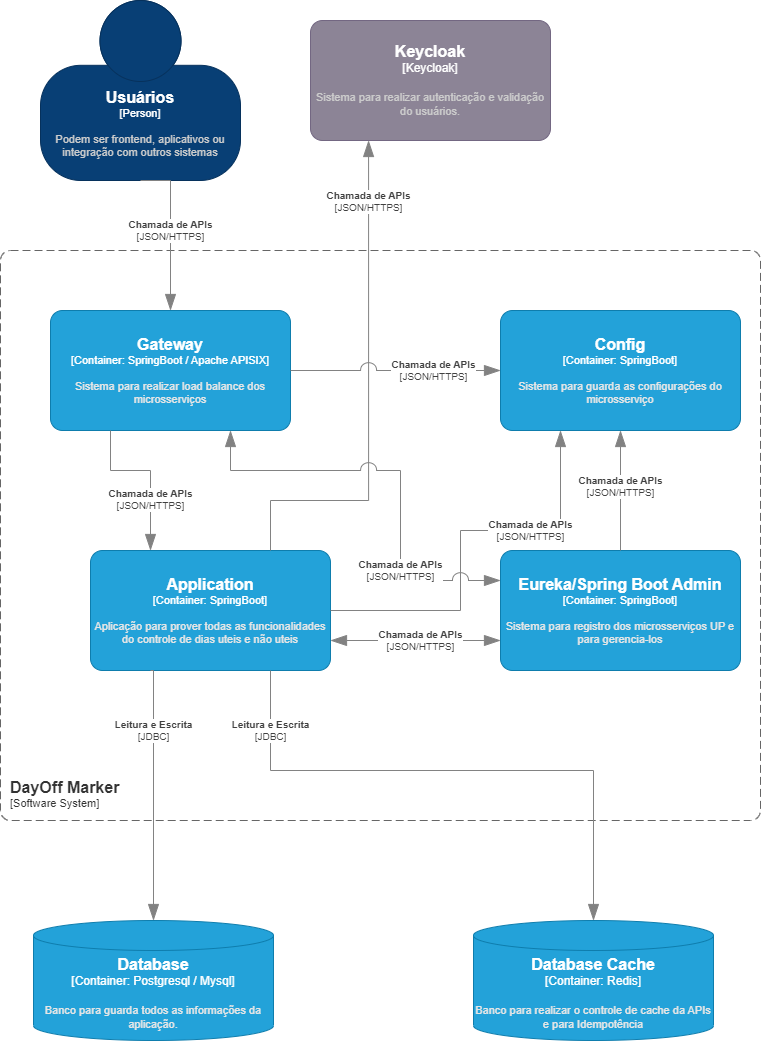 Usuários
[Person]
Podem ser frontend, aplicativos ou
integração com outros sistemas
Keycloak
[Keycloak]
Sistema para realizar autenticação e validação
do usuários.
Chamada de APIs
[JSON/HTTPS]
Chamada de APIs
[JSON/HTTPS]
Gateway
[Container: SpringBoot / Apache APISIX]
Sistema para realizar load balance dos
microsserviços
Chamada de APIs
[JSON/HTTPS]
Config
[Container: SpringBoot]
Sistema para guarda as configurações do
microsserviço
Chamada de APIs
[JSON/HTTPS]
Chamada de APIs
[JSON/HTTPS]
Chamada de APIs
[JSON/HTTPS]
Chamada de APIs
[JSON/HTTPS]
Application
[Container: SpringBoot]
Aplicação para prover todas as funcionalidades
do controle de dias uteis e não uteis
Chamada de APIs
[JSON/HTTPS]
Eureka/Spring Boot Admin
[Container: SpringBoot]
Sistema para registro dos microsserviços UP e
para gerencia-los
Leitura e Escrita
[JDBC]
Leitura e Escrita
[JDBC]
DayOff Marker
[Software System]
Database
[Container: Postgresql / Mysql]
Banco para guarda todos as informações da
aplicação.
Database Cache
[Container: Redis]
Banco para realizar o controle de cache da APIs
e para Idempotência